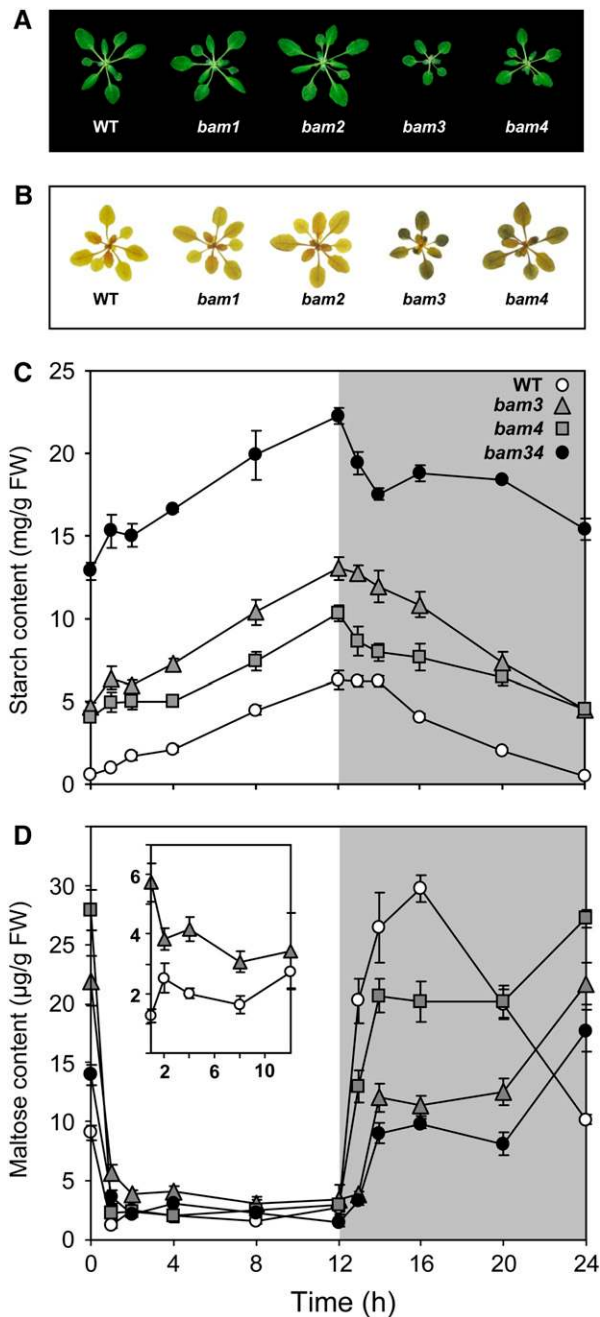 A
WT bam1 bam2 bam3 bam4
B
WT bam1 bam2 bam3 bam4
C
25
20
15
10
5
0
Starch content (mg/g FW)
WT
bam3
bam4
bam34
D
30
25
20
15
10
5
0
Maltose content (µg/g FW)
6
4
2
2 6 10
0 4 8 12 16 20 24
Time (h)